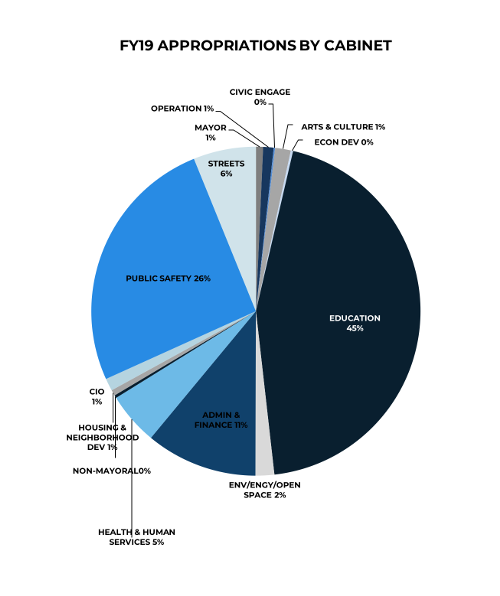 FY19 APPROPRIATIONS BY CABINET
CIVIC ENGAGE
0%
OPERATION 1%
MAYOR
1%
ARTS & CULTURE 1%
ECON DEV 0%
STREETS
6%
PUBLIC SAFETY 26%
EDUCATION
45%
CIO
1%
HOUSING &
NEIGHBORHOOD
DEV 1%
ADMIN &
FINANCE 11%
NON-MAYORAL0%
ENV/ENGY/OPEN
SPACE 2%
HEALTH & HUMAN
SERVICES 5%